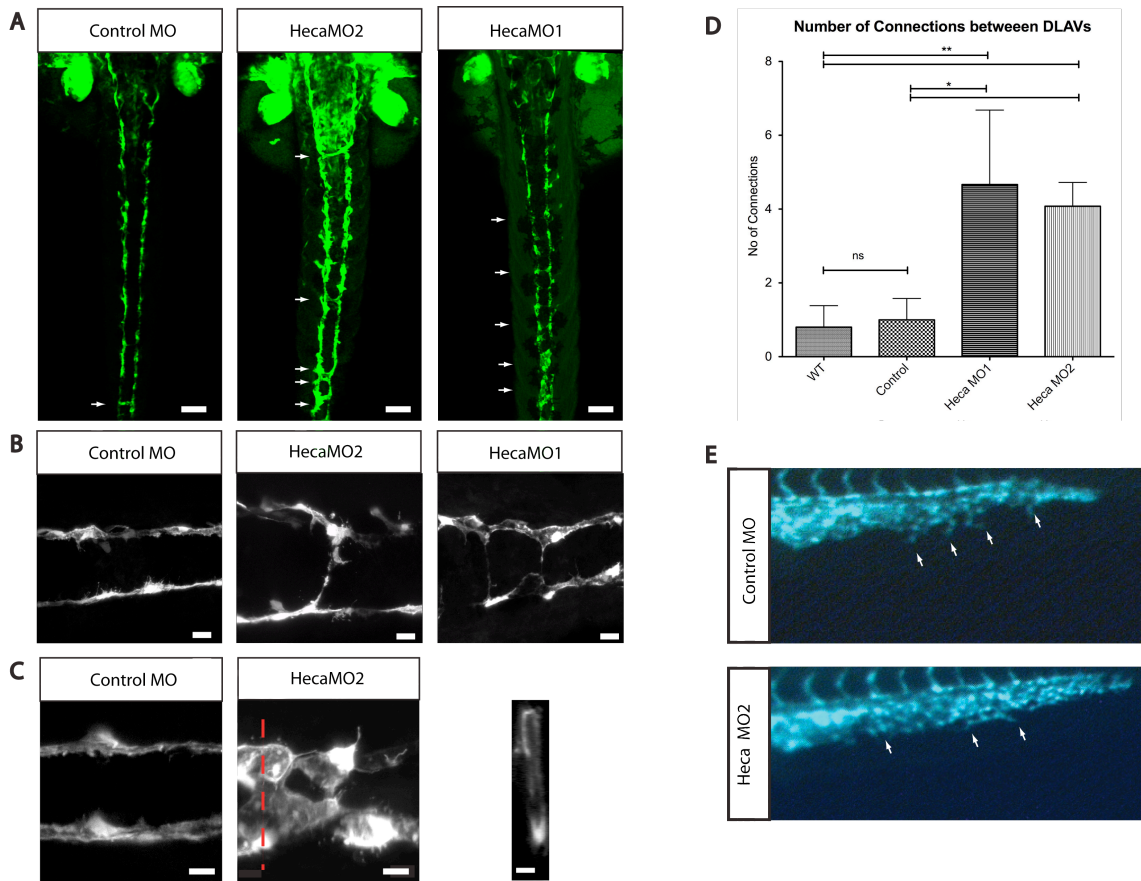 A
Control MO
HecaMO2
HecaMO1
B
Control MO
HecaMO2
HecaMO1
C
Control MO
HecaMO2
D
Number of Connections betweeen DLAVs
No of Connections
8
6
4
2
0
**
*
ns
WT
Control
Heca MO1
Heca MO2
E
Control MO
Heca MO2